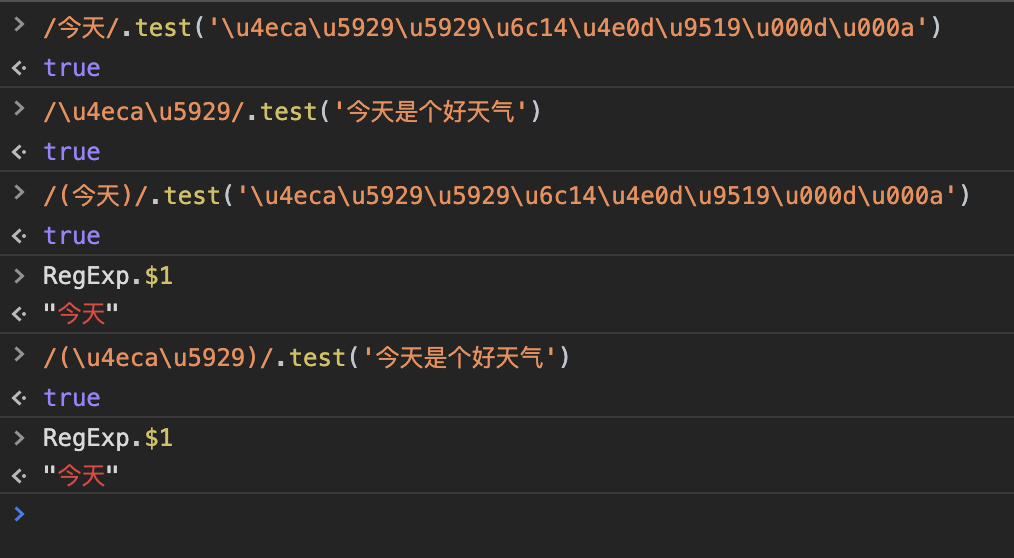 > /今天/.test('\u4eca\u5929\u5929\u6c14\u4e0d\u9519\u000d\u000a')
true
> /\u4eca\u5929/.test('今天是个好天气')
true
> /(今天)/.test('\u4eca\u5929\u5929\u6c14\u4e0d\u9519\u000d\u000a')
true
> RegExp.$1
"今天"
> /(\u4eca\u5929)/.test('今天是个好天气')
true
> RegExp.$1
"今天"
>